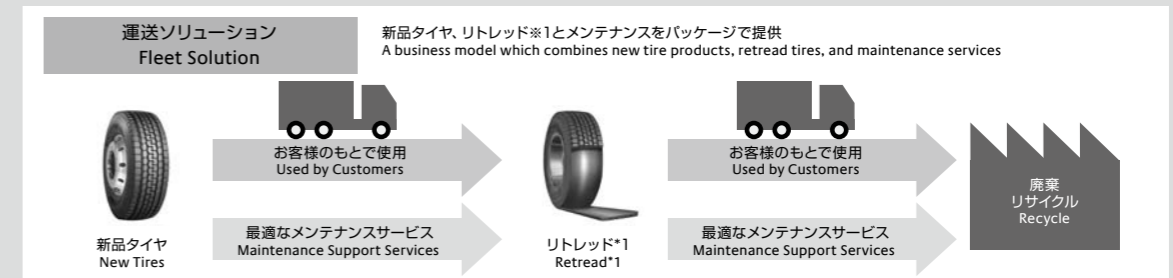 運送ソリューション
Fleet Solution
新品タイヤ、リトレッド※1とメンテナンスをパッケージで提供
A business model which combines new tire products, retread tires, and maintenance services
お客様のもとで使用
Used by Customers
お客様のもとで使用
Used by Customers
廃棄
リサイクル
Recycle
新品タイヤ
New Tires
最適なメンテナンスサービス
Maintenance Support Services
リトレッド*1
Retread*1
最適なメンテナンスサービス
Maintenance Support Services